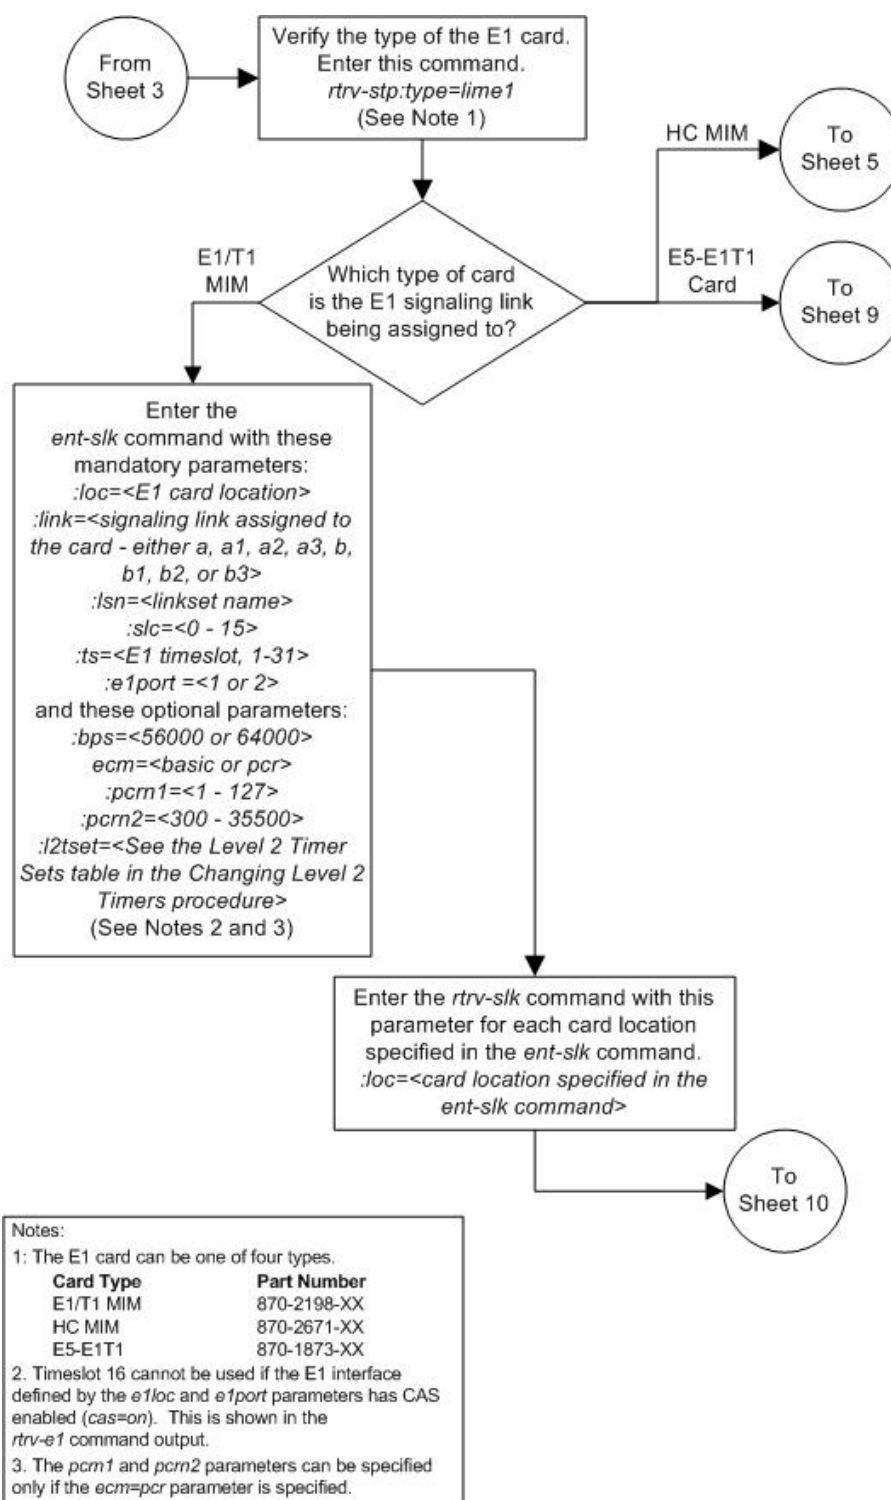 From
Sheet 3
Verify the type of the E1 card.
Enter this command.
rtrv-stp:type=lime1
(See Note 1)
HC MIM
To
Sheet 5
E1/T1
MIM
Which type of card
is the E1 signaling link
being assigned to?
E5-E1T1
Card
To
Sheet 9
Enter the
ent-slk command with these
mandatory parameters:
:loc=<E1 card location>
:link=<signaling link assigned to
the card - either a, a1, a2, a3, b,
b1, b2, or b3>
:lsn=<linkset name>
:slc=<0 - 15>
:ts=<E1 timeslot, 1-31>
:e1port =<1 or 2>
and these optional parameters:
:bps=<56000 or 64000>
ecm=<basic or pcr>
:pcrn1=<1 - 127>
:pcrn2=<300 - 35500>
:l2tset=<See the Level 2 Timer
Sets table in the Changing Level 2
Timers procedure>
(See Notes 2 and 3)
Enter the rtrv-slk command with this
parameter for each card location
specified in the ent-slk command.
:loc=<card location specified in the
ent-slk command>
To
Sheet 10
Notes:
1: The E1 card can be one of four types.
Card Type Part Number
E1/T1 MIM 870-2198-XX
HC MIM 870-2671-XX
E5-E1T1 870-1873-XX
2. Timeslot 16 cannot be used if the E1 interface
defined by the e1loc and e1port parameters has CAS
enabled (cas=on).  This is shown in the
rtrv-e1 command output.
3. The pcrn1 and pcrn2 parameters can be specified
only if the ecm=pcr parameter is specified.